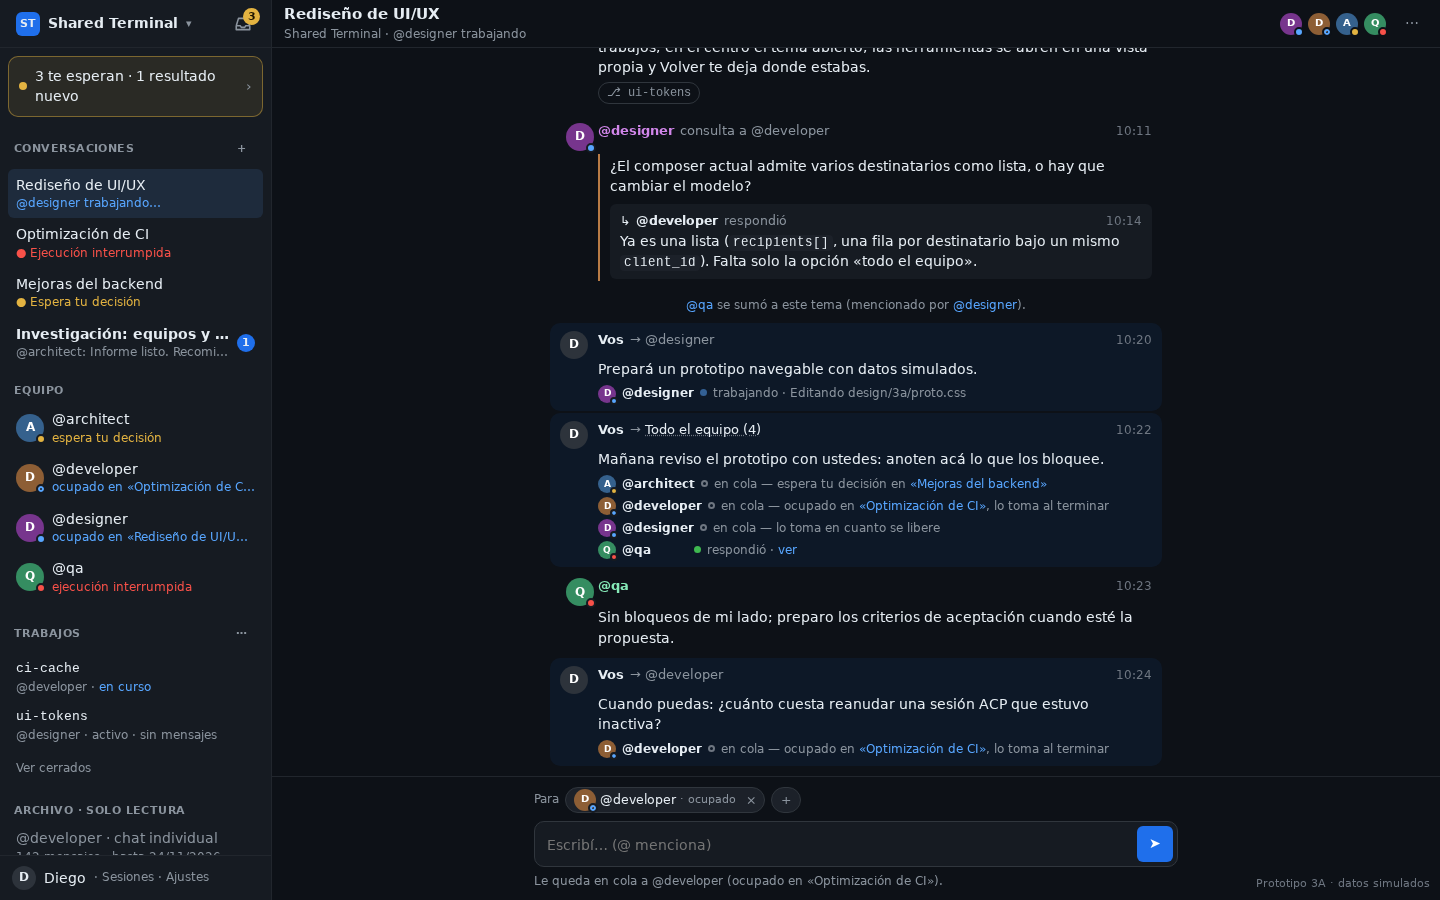 ST Shared Terminal ▾ 3
3 te esperan · 1 resultado
nuevo ›
CONVERSACIONES +
Rediseño de UI/UX
@designer trabajando…
Optimización de CI
Ejecución interrumpida
Mejoras del backend
Espera tu decisión
Investigación: equipos y … 1
@architect: Informe listo. Recomi…
EQUIPO
A @architect
espera tu decisión
D @developer
ocupado en «Optimización de C…
D @designer
ocupado en «Rediseño de UI/U…
Q @qa
ejecución interrumpida
TRABAJOS ···
ci-cache
@developer · en curso
ui-tokens
@designer · activo · sin mensajes
Ver cerrados
ARCHIVO · SOLO LECTURA
@developer · chat individual
D Diego · Sesiones · Ajustes
Rediseño de UI/UX
Shared Terminal · @designer trabajando
D D A Q ···
trabajos; en el centro el tema abierto; las herramientas se abren en una vista
propia y Volver te deja donde estabas.
⎇ ui-tokens
D @designer consulta a @developer 10:11
¿El composer actual admite varios destinatarios como lista, o hay que
cambiar el modelo?
↳ @developer respondió 10:14
Ya es una lista (recipients[], una fila por destinatario bajo un mismo
client_id). Falta solo la opción «todo el equipo».
@qa se sumó a este tema (mencionado por @designer).
D Vos → @designer 10:20
Prepará un prototipo navegable con datos simulados.
D @designer trabajando · Editando design/3a/proto.css
D Vos → Todo el equipo (4) 10:22
Mañana reviso el prototipo con ustedes: anoten acá lo que los bloquee.
A @architect en cola — espera tu decisión en «Mejoras del backend»
D @developer en cola — ocupado en «Optimización de CI», lo toma al terminar
D @designer en cola — lo toma en cuanto se libere
Q @qa respondió · ver
Q @qa 10:23
Sin bloqueos de mi lado; preparo los criterios de aceptación cuando esté la
propuesta.
D Vos → @developer 10:24
Cuando puedas: ¿cuánto cuesta reanudar una sesión ACP que estuvo
inactiva?
D @developer en cola — ocupado en «Optimización de CI», lo toma al terminar
Para D @developer · ocupado × +
Escribí… (@ menciona) ➤
Le queda en cola a @developer (ocupado en «Optimización de CI»).
Prototipo 3A · datos simulados